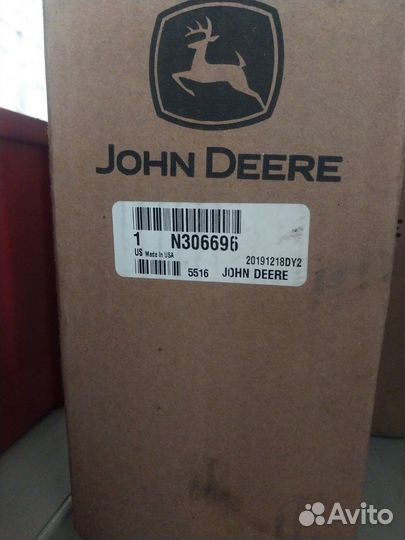 JOHN DEERE
1 N306696
US Made In USA
20191218DY2
5516 JOHN DEERE
Avito